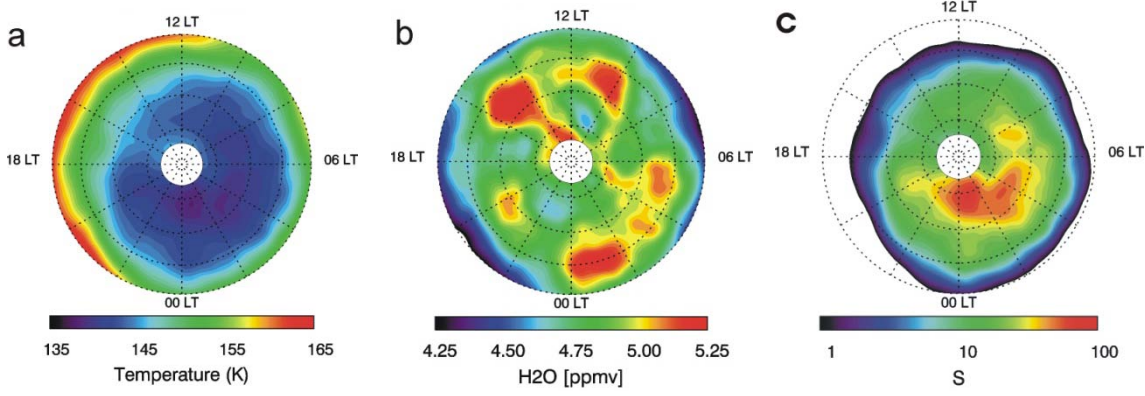 a
12 LT
18 LT
06 LT
00 LT
135 145 155 165
Temperature (K)
b
12 LT
18 LT
06 LT
00 LT
4.25 4.50 4.75 5.00 5.25
H2O [ppmv]
c
12 LT
18 LT
06 LT
00 LT
1 10 100
S